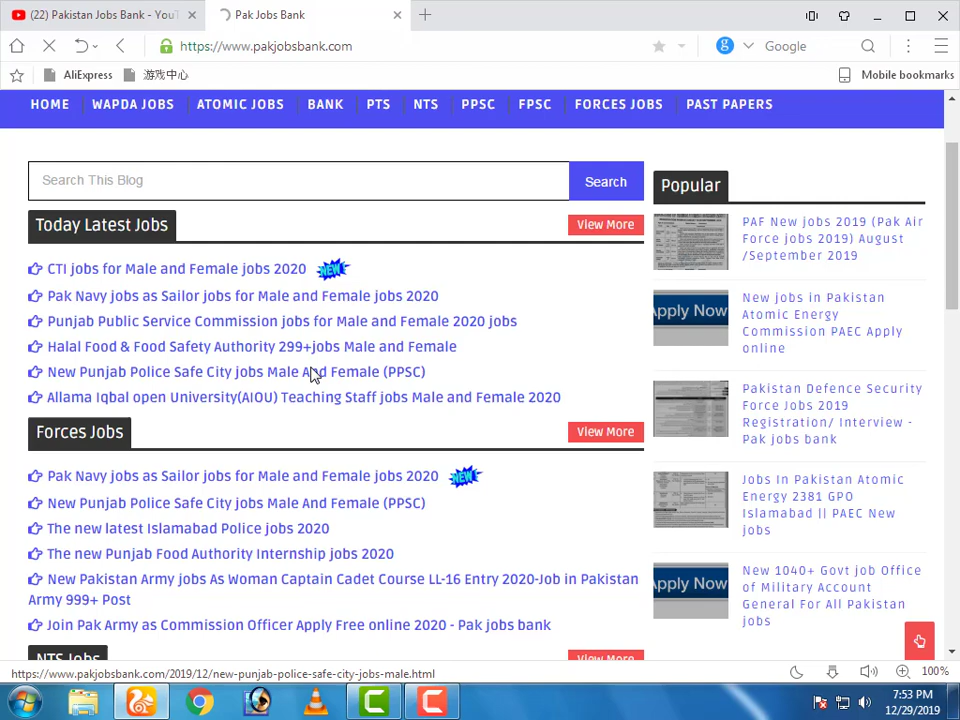 (22) Pakistan Jobs Bank - YouT
Pak Jobs Bank
https://www.pakjobsbank.com
Google
AliExpress
游戏中心
Mobile bookmarks
HOME
WAPDA JOBS
ATOMIC JOBS
BANK
PTS
NTS
PPSC
FPSC
FORCES JOBS
PAST PAPERS
Search This Blog
Search
Today Latest Jobs
View More
CTI jobs for Male and Female jobs 2020 NEW
Pak Navy jobs as Sailor jobs for Male and Female jobs 2020
Punjab Public Service Commission jobs for Male and Female 2020 jobs
Halal Food & Food Safety Authority 299+jobs Male and Female
New Punjab Police Safe City jobs Male And Female (PPSC)
Allama Iqbal open University(AIOU) Teaching Staff jobs Male and Female 2020
Forces Jobs
View More
Pak Navy jobs as Sailor jobs for Male and Female jobs 2020 NEW
New Punjab Police Safe City jobs Male And Female (PPSC)
The new latest Islamabad Police jobs 2020
The new Punjab Food Authority Internship jobs 2020
New Pakistan Army jobs As Woman Captain Cadet Course LL-16 Entry 2020-Job in Pakistan
Army 999+ Post
Join Pak Army as Commission Officer Apply Free online 2020 - Pak jobs bank
NTS Jobs
View More
Popular
PAF New jobs 2019 (Pak Air
Force jobs 2019) August
/September 2019
Apply Now
New jobs in Pakistan
Atomic Energy
Commission PAEC Apply
online
Pakistan Defence Security
Force Jobs 2019
Registration/ Interview -
Pak jobs bank
Jobs In Pakistan Atomic
Energy 2381 GPO
Islamabad || PAEC New
jobs
Apply Now
New 1040+ Govt job Office
of Military Account
General For All Pakistan
jobs
https://www.pakjobsbank.com/2019/12/new-punjab-police-safe-city-jobs-male.html
100%
7:53 PM
12/29/2019